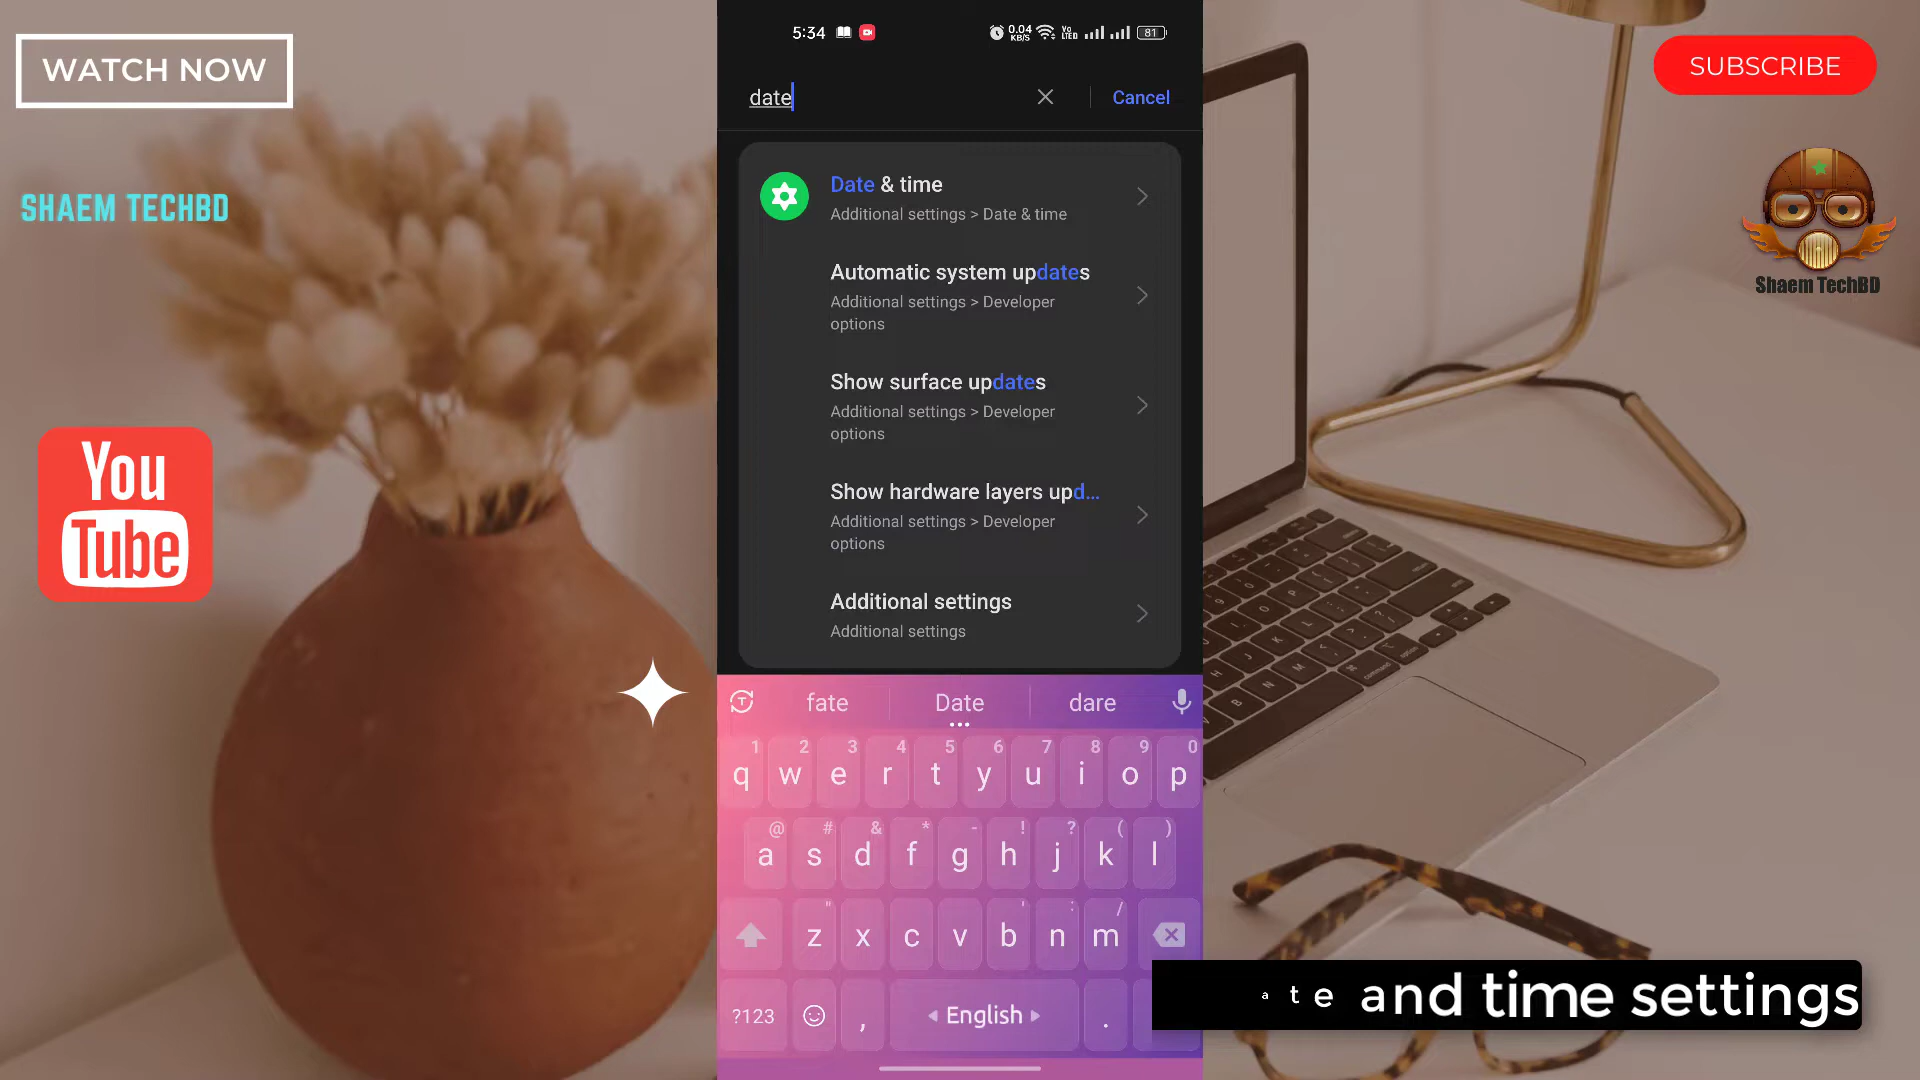 WATCH NOW
SHAEM TECHBD
You
Tube
5:34
0.04
KB/S
Vo
LTED
81
date
Cancel
Date & time
Additional settings > Date & time
Automatic system updates
Additional settings > Developer
options
Show surface updates
Additional settings > Developer
options
Show hardware layers upd...
Additional settings > Developer
options
Additional settings
Additional settings
fate
Date
dare
1 2 3 4 5 6 7 8 9 0
q w e r t y u i o p
@ # & * - ! ? ( )
a s d f g h j k l
" ' : /
z x c v b n m
?123 , English .
SUBSCRIBE
Shaem TechBD
ate and time settings